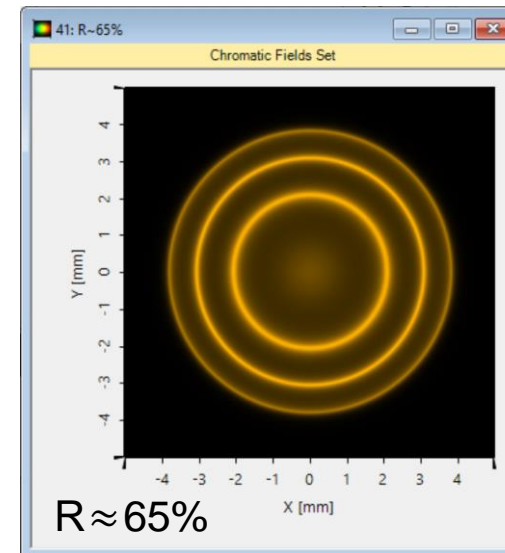 41: R~65%
Chromatic Fields Set
Y [mm]
4
3
2
1
0
-1
-2
-3
-4
-4 -3 -2 -1 0 1 2 3 4
X [mm]
R≈65%